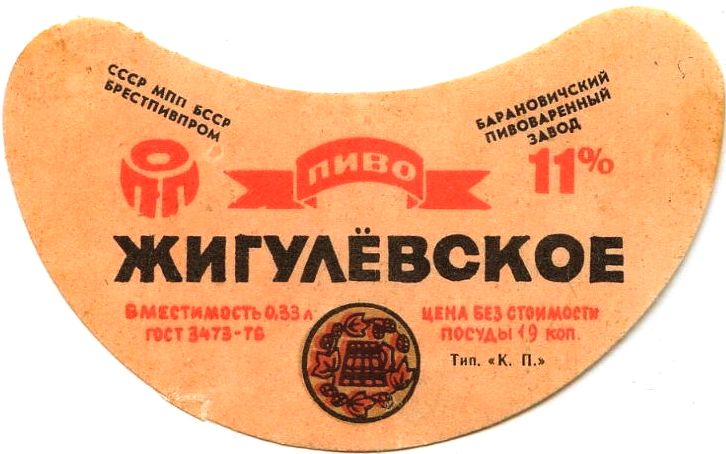 СССР МПП БССР
БРЕСТПИВПРОМ
БАРАНОВИЧСКИЙ
ПИВОВАРЕННЫЙ
ЗАВОД
ОПП
ПИВО
11%
ЖИГУЛЁВСКОЕ
ВМЕСТИМОСТЬ 0,33 л
ГОСТ 3473-78
ЦЕНА БЕЗ СТОИМОСТИ
ПОСУДЫ 19 коп.
Тип. «К. П.»